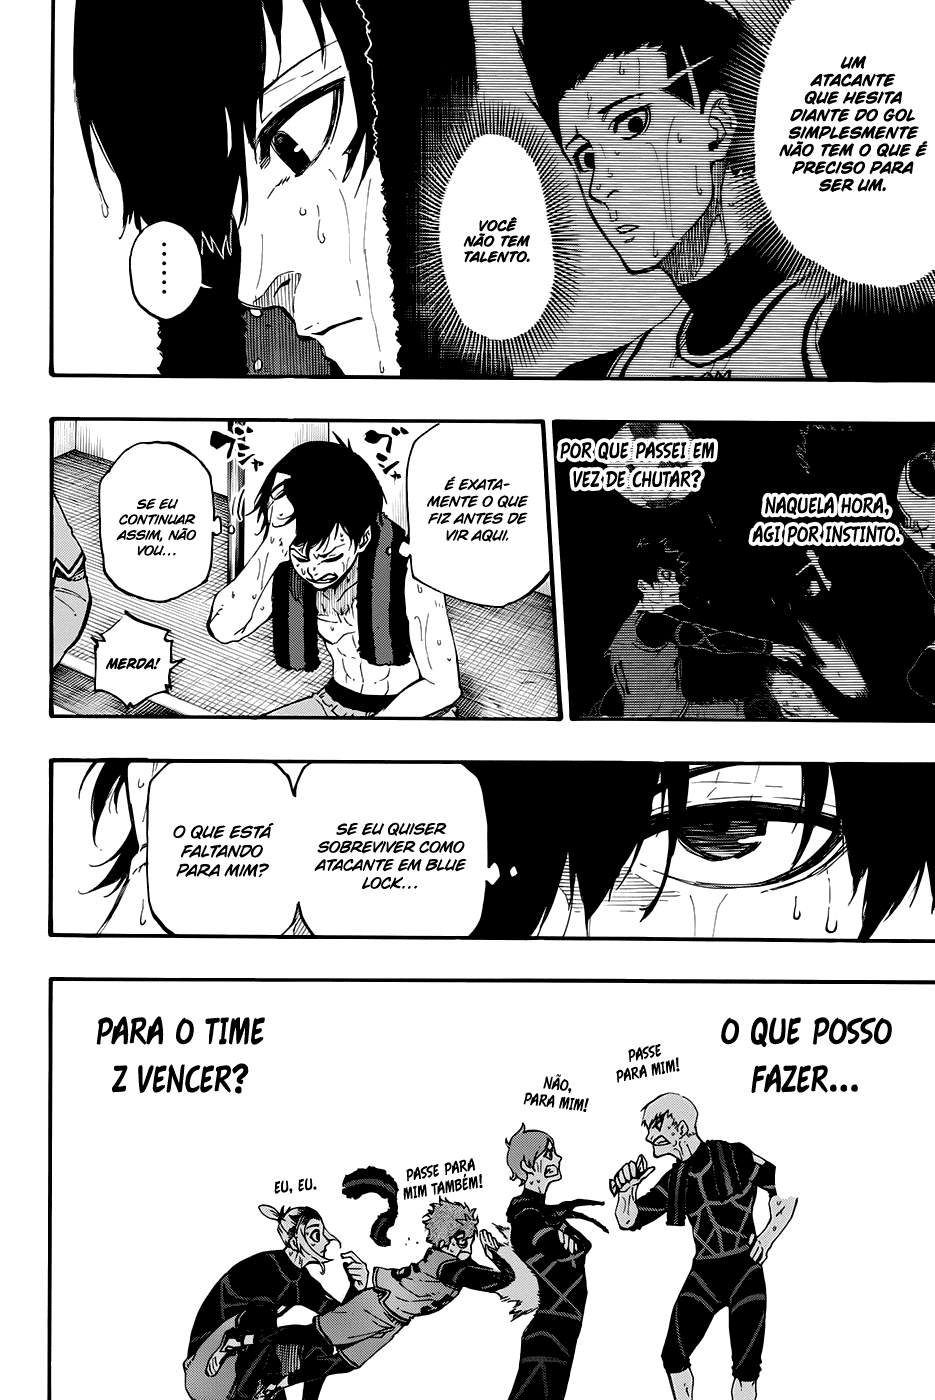 UM
ATACANTE
QUE HESITA
DIANTE DO GOL
SIMPLESMENTE
NÃO TEM O QUE É
PRECISO PARA
SER UM.
VOCÊ
NÃO TEM
TALENTO.
......
NAQUELA HORA,
AGI POR INSTINTO.
POR QUE PASSEI EM
VEZ DE CHUTAR?
É EXATA-
MENTE O QUE
FIZ ANTES DE
VIR AQUI.
SE EU
CONTINUAR
ASSIM, NÃO
VOU...
MERDA!
SE EU QUISER
SOBREVIVER COMO
ATACANTE EM BLUE
LOCK...
O QUE ESTÁ
FALTANDO
PARA MIM?
O QUE POSSO
FAZER...
PARA O TIME
Z VENCER?
PASSE
PARA MIM!
NÃO,
PARA MIM!
PASSE PARA
MIM TAMBÉM!
EU, EU.